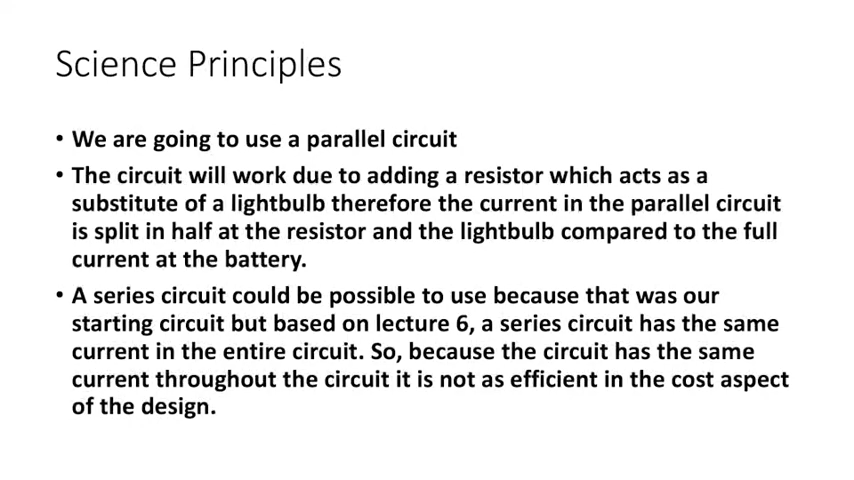 Science Principles
• We are going to use a parallel circuit
• The circuit will work due to adding a resistor which acts as a
substitute of a lightbulb therefore the current in the parallel circuit
is split in half at the resistor and the lightbulb compared to the full
current at the battery.
• A series circuit could be possible to use because that was our
starting circuit but based on lecture 6, a series circuit has the same
current in the entire circuit. So, because the circuit has the same
current throughout the circuit it is not as efficient in the cost aspect
of the design.